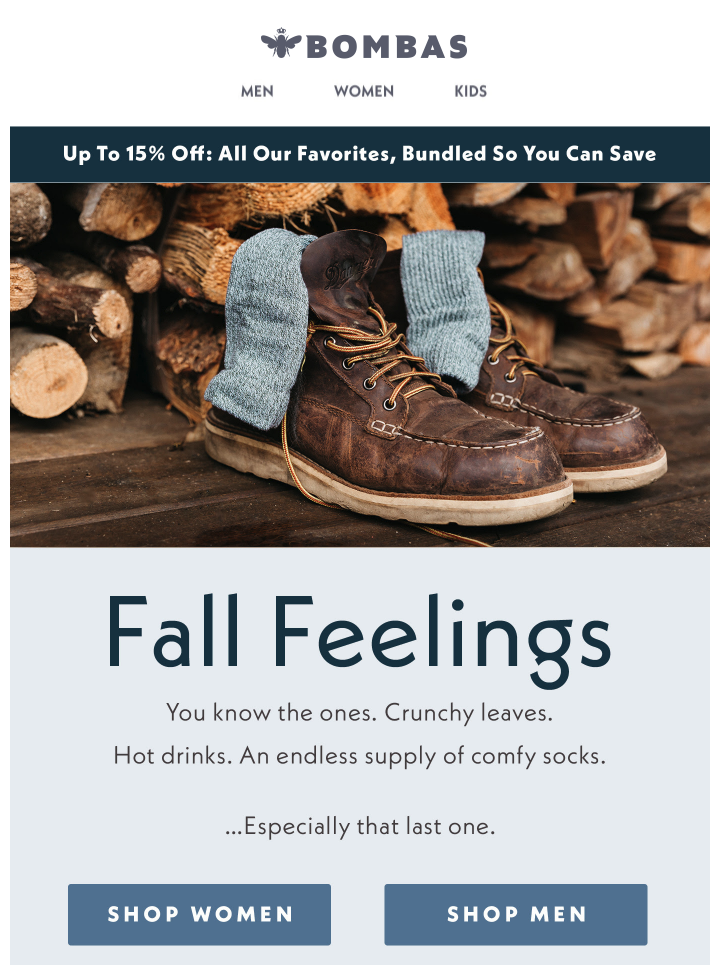 BOMBAS
MEN WOMEN KIDS
Up To 15% Off: All Our Favorites, Bundled So You Can Save
Fall Feelings
You know the ones. Crunchy leaves.
Hot drinks. An endless supply of comfy socks.
...Especially that last one.
SHOP WOMEN SHOP MEN